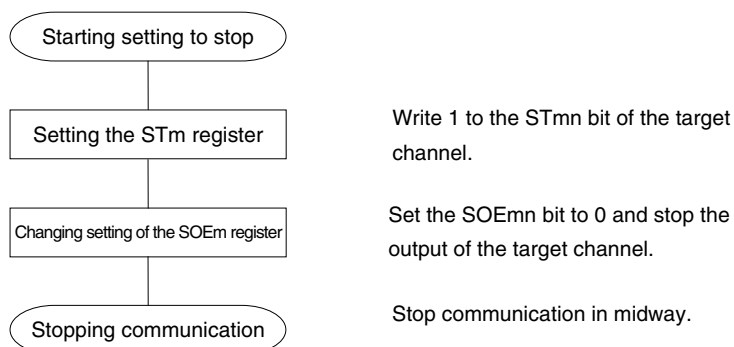 Starting setting to stop
Setting the STm register
Write 1 to the STmn bit of the target
channel.
Changing setting of the SOEm register
Set the SOEmn bit to 0 and stop the
output of the target channel.
Stopping communication
Stop communication in midway.